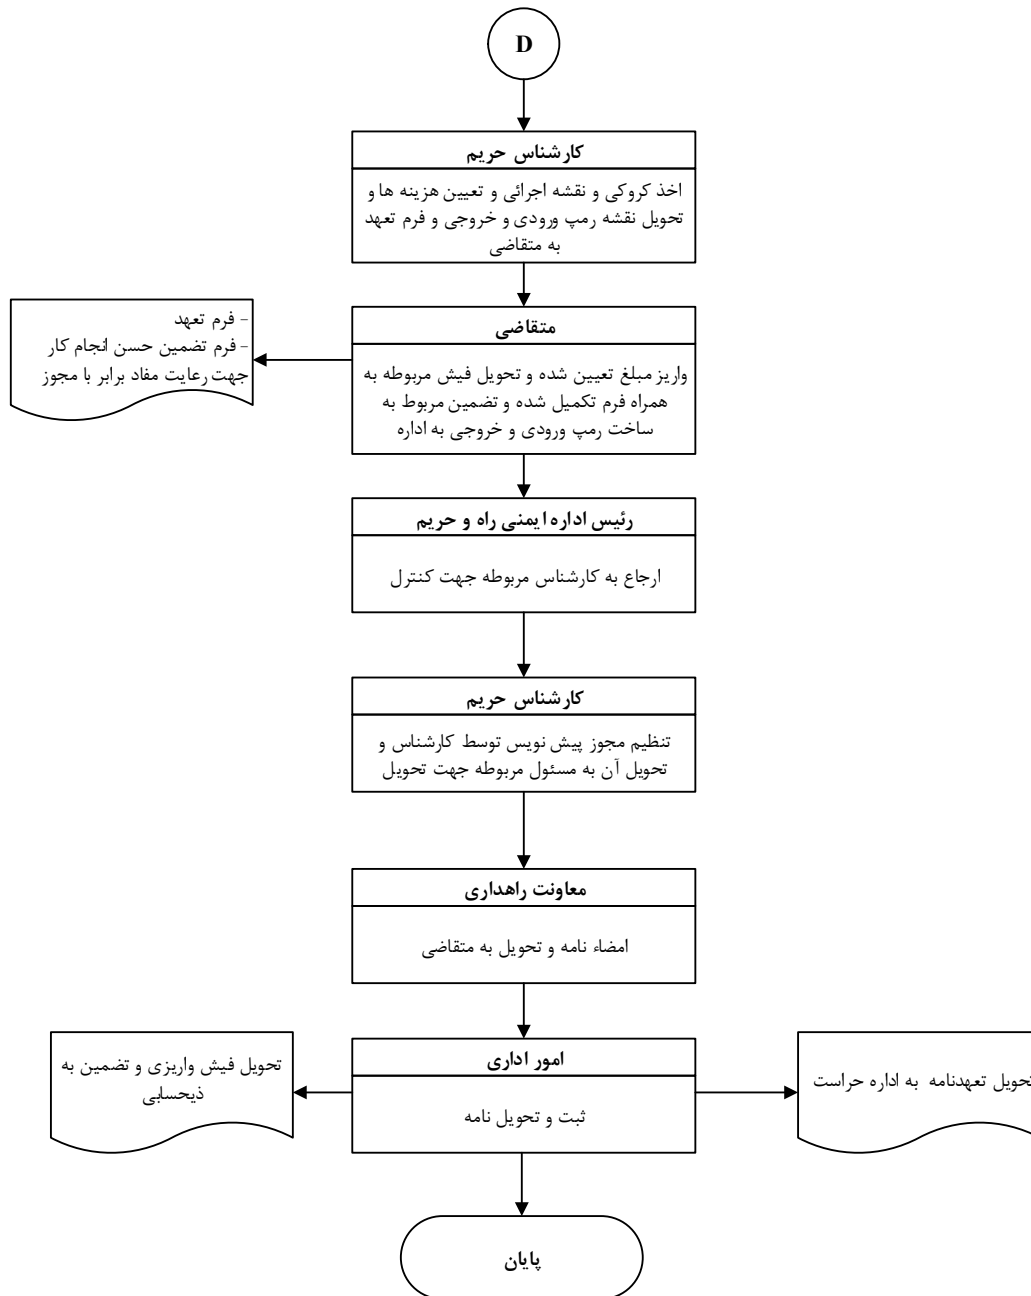 D
کارشناس حریم
اخذ کروکی و نقشه اجرائی و تعیین هزینه ها و
تحویل نقشه رمپ ورودی و خروجی و فرم تعهد
به متقاضی
متقاضی
واریز مبلغ تعیین شده و تحویل فیش مربوطه به
همراه فرم تکمیل شده و تضمین مربوط به
ساخت رمپ ورودی و خروجی به اداره
- فرم تعهد
- فرم تضمین حسن انجام کار
جهت رعایت مفاد برابر با مجوز
رئیس اداره ایمنی راه و حریم
ارجاع به کارشناس مربوطه جهت کنترل
کارشناس حریم
تنظیم مجوز پیش نویس توسط کارشناس و
تحویل آن به مسئول مربوطه جهت تحویل
معاونت راهداری
امضاء نامه و تحویل به متقاضی
امور اداری
ثبت و تحویل نامه
تحویل تعهدنامه به اداره حراست
تحویل فیش واریزی و تضمین به
ذیحسابی
پایان